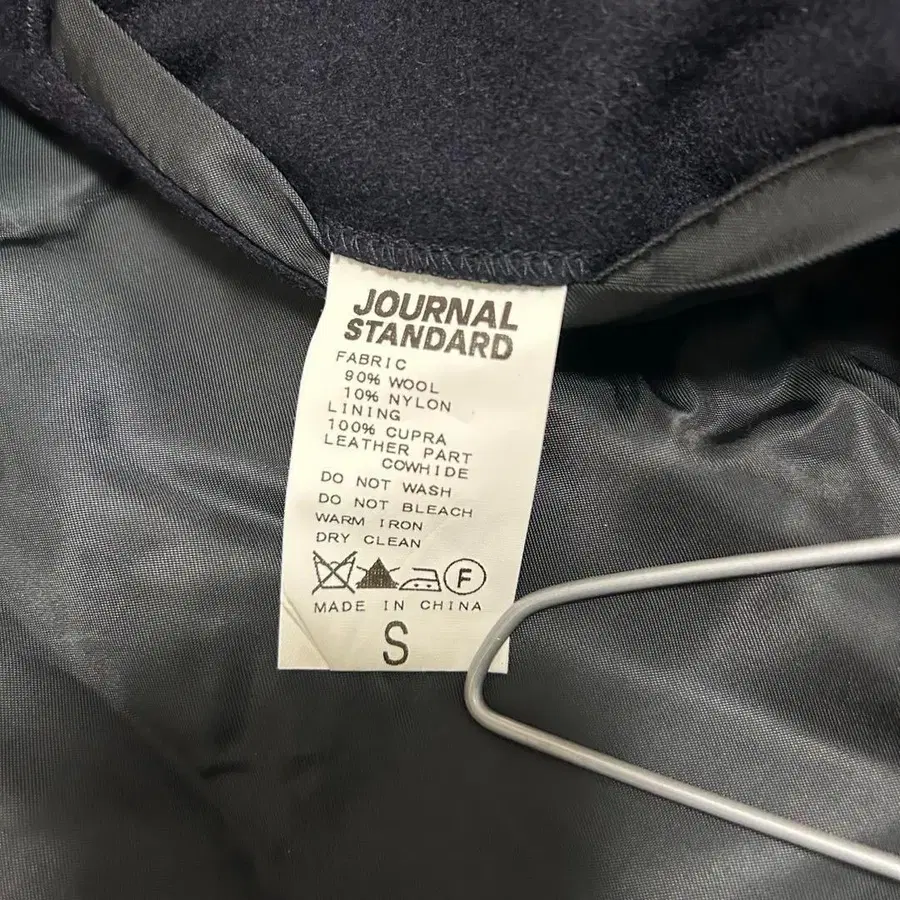 JOURNAL
STANDARD
FABRIC
90% WOOL
10% NYLON
LINING
100% CUPRA
LEATHER PART
COWHIDE
DO NOT WASH
DO NOT BLEACH
WARM IRON
DRY CLEAN
F
MADE IN CHINA
S